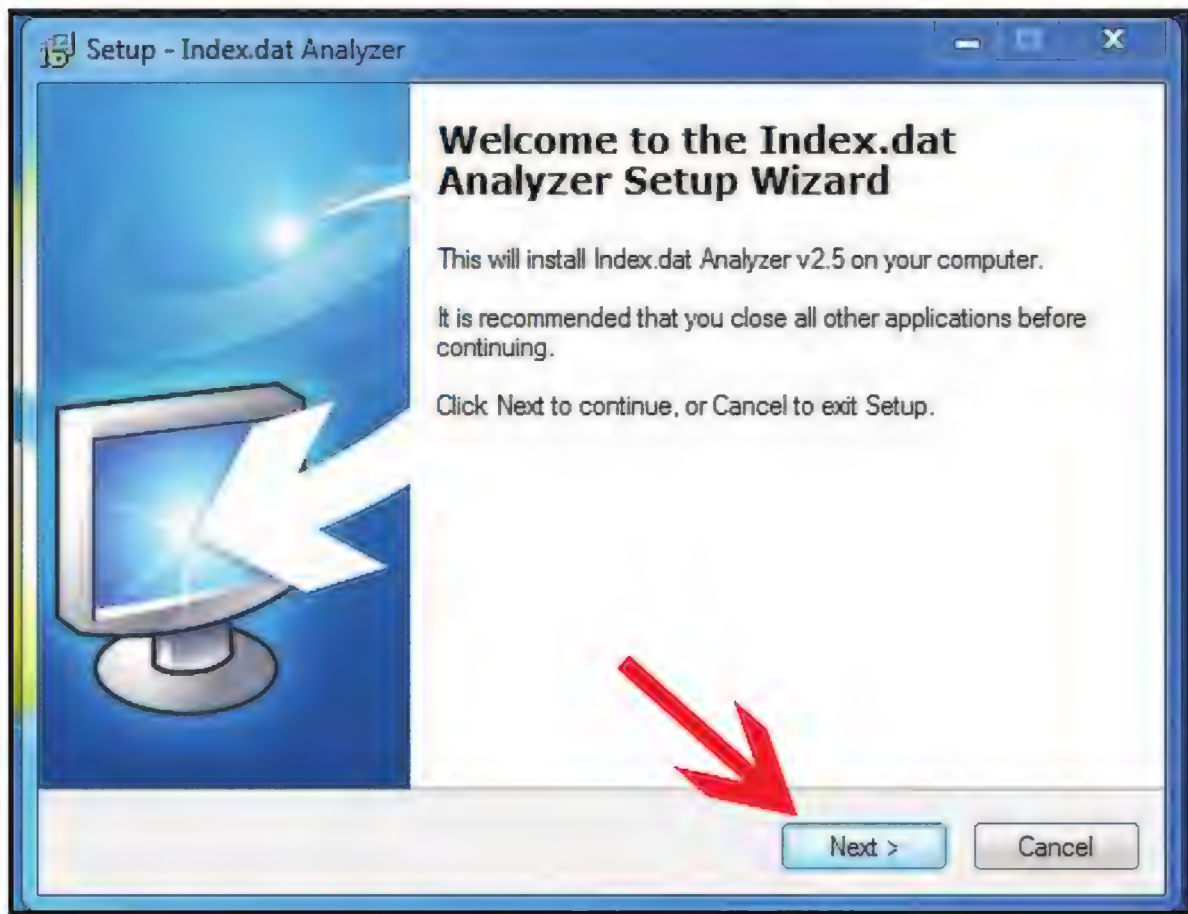 Setup - Index.dat Analyzer
Welcome to the Index.dat
Analyzer Setup Wizard
This will install Index.dat Analyzer v2.5 on your computer.
It is recommended that you close all other applications before
continuing.
Click Next to continue, or Cancel to exit Setup.
Next >
Cancel